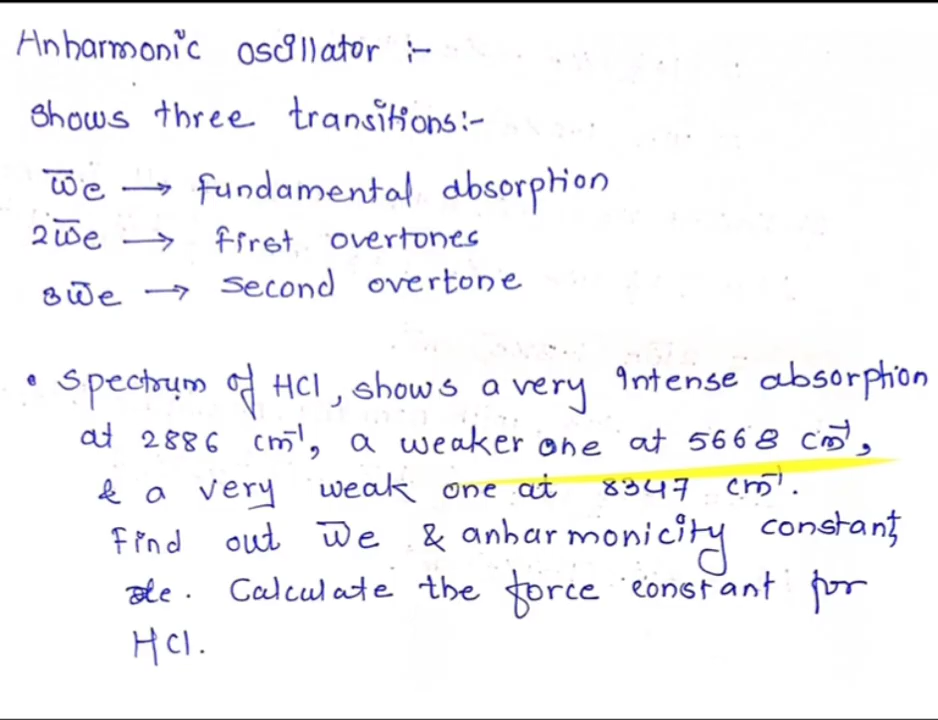 Anharmonic oscillator :-
Shows three transitions:-
w̅e → fundamental absorption
2w̅e → first overtones
3w̅e → second overtone
• Spectrum of HCl, shows a very intense absorption
at 2886 cm⁻¹, a weaker one at 5668 cm⁻¹,
& a very weak one at 8347 cm⁻¹.
Find out w̅e & anharmonicity constant
xe. Calculate the force constant for
HCl.